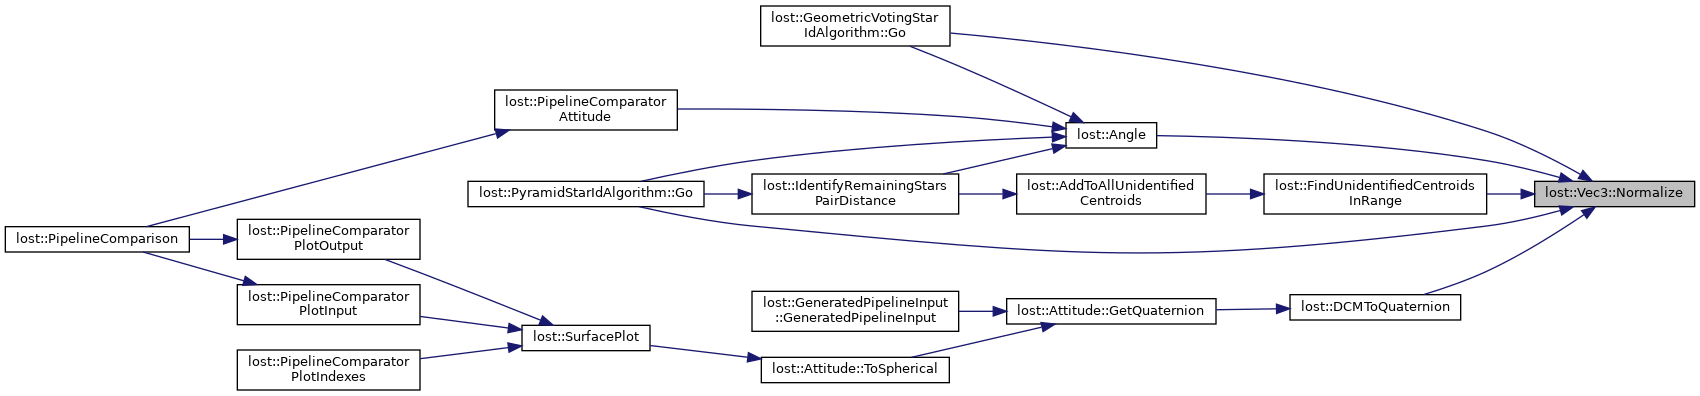 lost::GeometricVotingStar
IdAlgorithm::Go
lost::PipelineComparator
Attitude
lost::Angle
lost::PyramidStarIdAlgorithm::Go
lost::IdentifyRemainingStars
PairDistance
lost::AddToAllUnidentified
Centroids
lost::FindUnidentifiedCentroids
InRange
lost::Vec3::Normalize
lost::PipelineComparison
lost::PipelineComparator
PlotOutput
lost::PipelineComparator
PlotInput
lost::PipelineComparator
PlotIndexes
lost::SurfacePlot
lost::GeneratedPipelineInput
::GeneratedPipelineInput
lost::Attitude::ToSpherical
lost::Attitude::GetQuaternion
lost::DCMToQuaternion